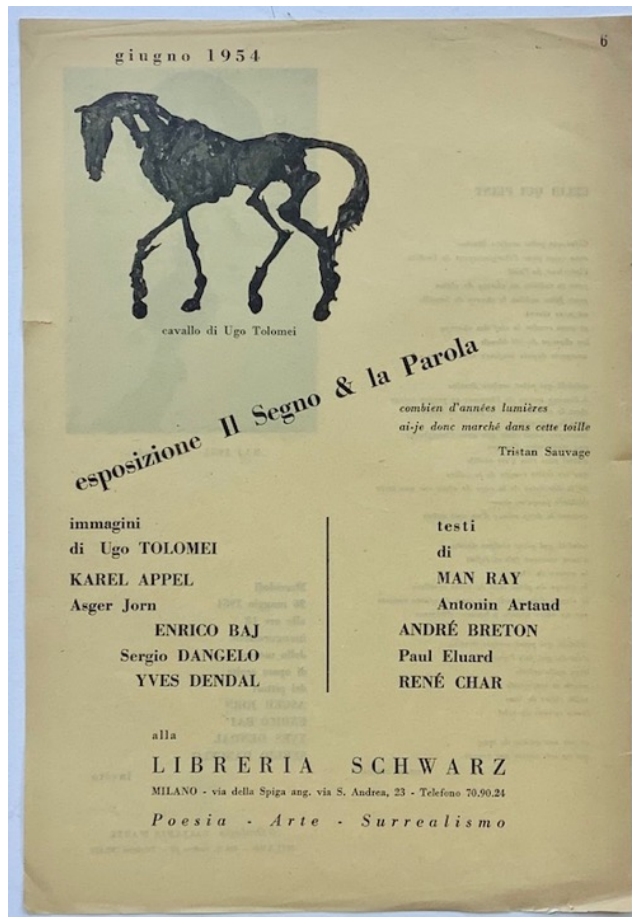 6
giugno 1954
cavallo di Ugo Tolomei
esposizione Il Segno & la Parola
combien d'années lumières
ai-je donc marché dans cette toille
Tristan Sauvage
immagini
di Ugo TOLOMEI
KAREL APPEL
Asger Jorn
ENRICO BAJ
Sergio DANGELO
YVES DENDAL
testi
di
MAN RAY
Antonin Artaud
ANDRÉ BRETON
Paul Eluard
RENÉ CHAR
alla
LIBRERIA SCHWARZ
MILANO - via della Spiga ang. via S. Andrea, 23 - Telefono 70.90.24
Poesia - Arte - Surrealismo